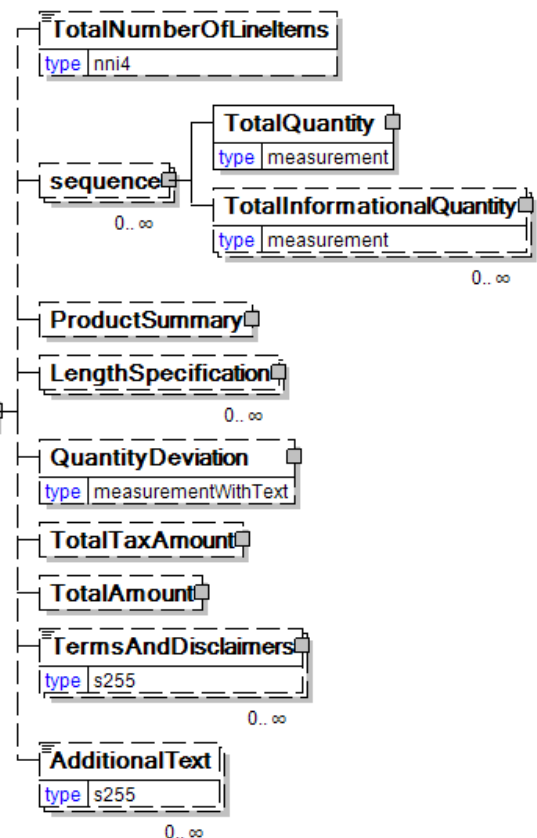 TotalNumberOfLineItems
type nni4
TotalQuantity
type measurement
sequence
0.. ∞
TotalInformationalQuantity
type measurement
0.. ∞
ProductSummary
LengthSpecification
0.. ∞
QuantityDeviation
type measurementWithText
TotalTaxAmount
TotalAmount
TermsAndDisclaimers
type s255
0.. ∞
AdditionalText
type s255
0.. ∞